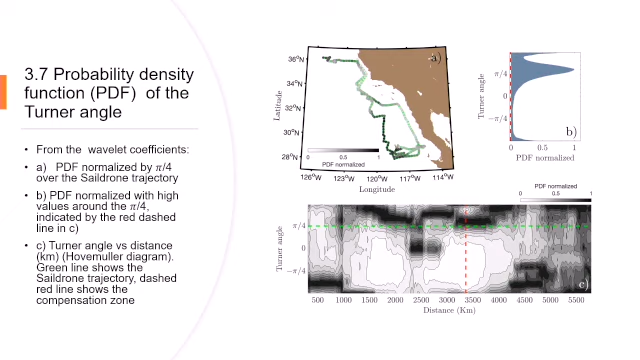 3.7 Probability density
function (PDF) of the
Turner angle
• From the wavelet coefficients:
• a) PDF normalized by π/4
over the Saildrone trajectory
• b) PDF normalized with high
values around the π/4,
indicated by the red dashed
line in c)
• c) Turner angle vs distance
(km) (Hovemuller diagram).
Green line shows the
Saildrone trajectory, dashed
red line shows the
compensation zone
a)
Latitude
36°N
34°N
32°N
30°N
28°N
0 0.5 1
PDF normalized
126°W 123°W 120°W 117°W 114°W
Longitude
Turner angle
π/4
0
−π/4
b)
0 0.5 1
PDF normalized
PDF normalized
0 0.5 1
Turner angle
π/4
0
−π/4
c)
500 1000 1500 2000 2500 3000 3500 4000 4500 5000 5500
Distance (Km)